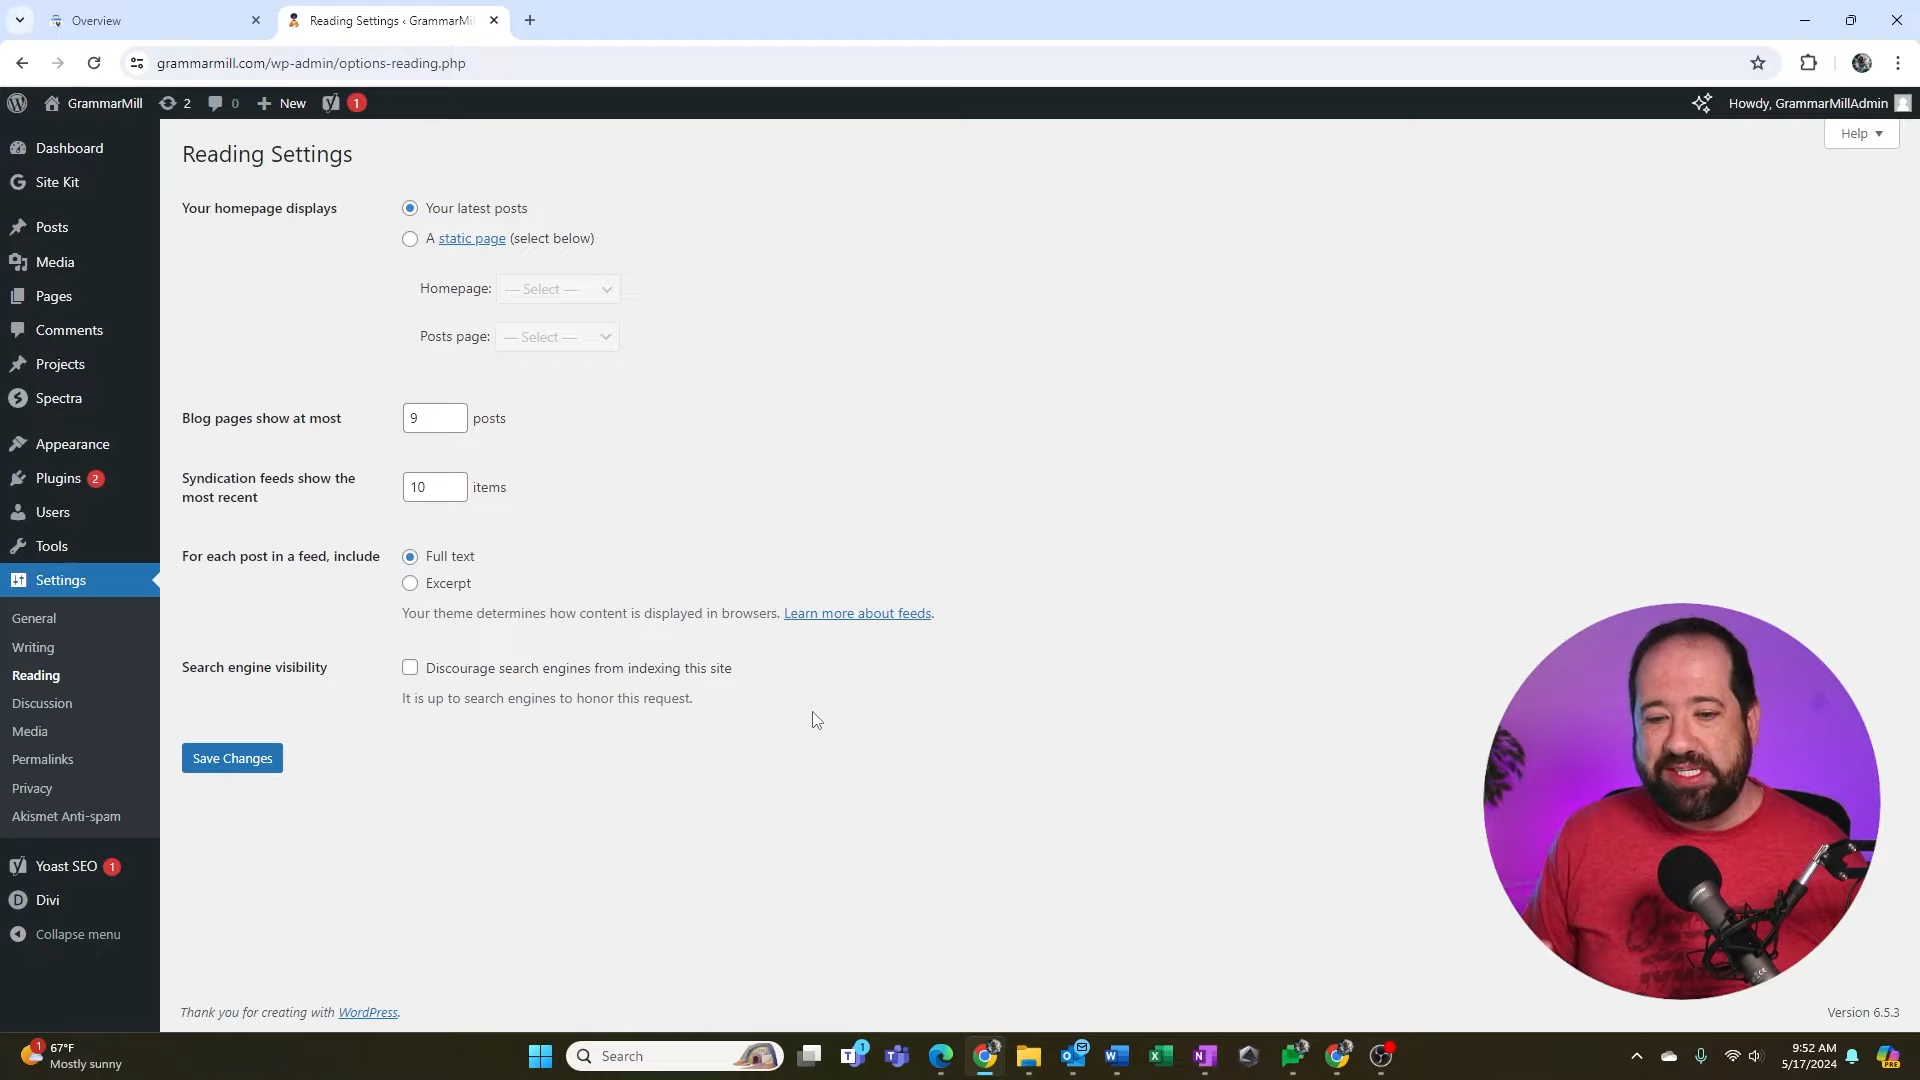 Overview
Reading Settings ‹ GrammarMi
grammarmill.com/wp-admin/options-reading.php
GrammarMill 2 0 New 1
Howdy, GrammarMillAdmin
Help
Dashboard
Site Kit
Posts
Media
Pages
Comments
Projects
Spectra
Appearance
Plugins 2
Users
Tools
Settings
General
Writing
Reading
Discussion
Media
Permalinks
Privacy
Akismet Anti-spam
Yoast SEO 1
Divi
Collapse menu
Reading Settings
Your homepage displays
Your latest posts
A static page (select below)
Homepage: — Select —
Posts page: — Select —
Blog pages show at most 9 posts
Syndication feeds show the
most recent
10 items
For each post in a feed, include
Full text
Excerpt
Your theme determines how content is displayed in browsers. Learn more about feeds.
Search engine visibility
Discourage search engines from indexing this site
It is up to search engines to honor this request.
Save Changes
Thank you for creating with WordPress.
Version 6.5.3
1
67°F
Mostly sunny
Search
1
9:52 AM
5/17/2024
PRE